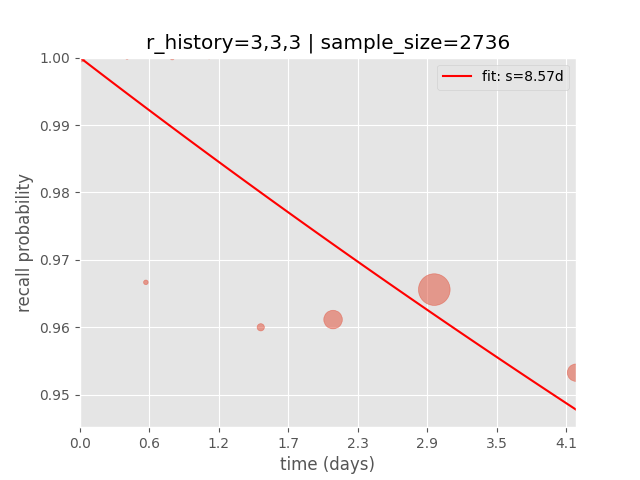 r_history=3,3,3 | sample_size=2736
fit: s=8.57d
1.00
0.99
0.98
0.97
0.96
0.95
recall probability
0.0 0.6 1.2 1.7 2.3 2.9 3.5 4.1
time (days)